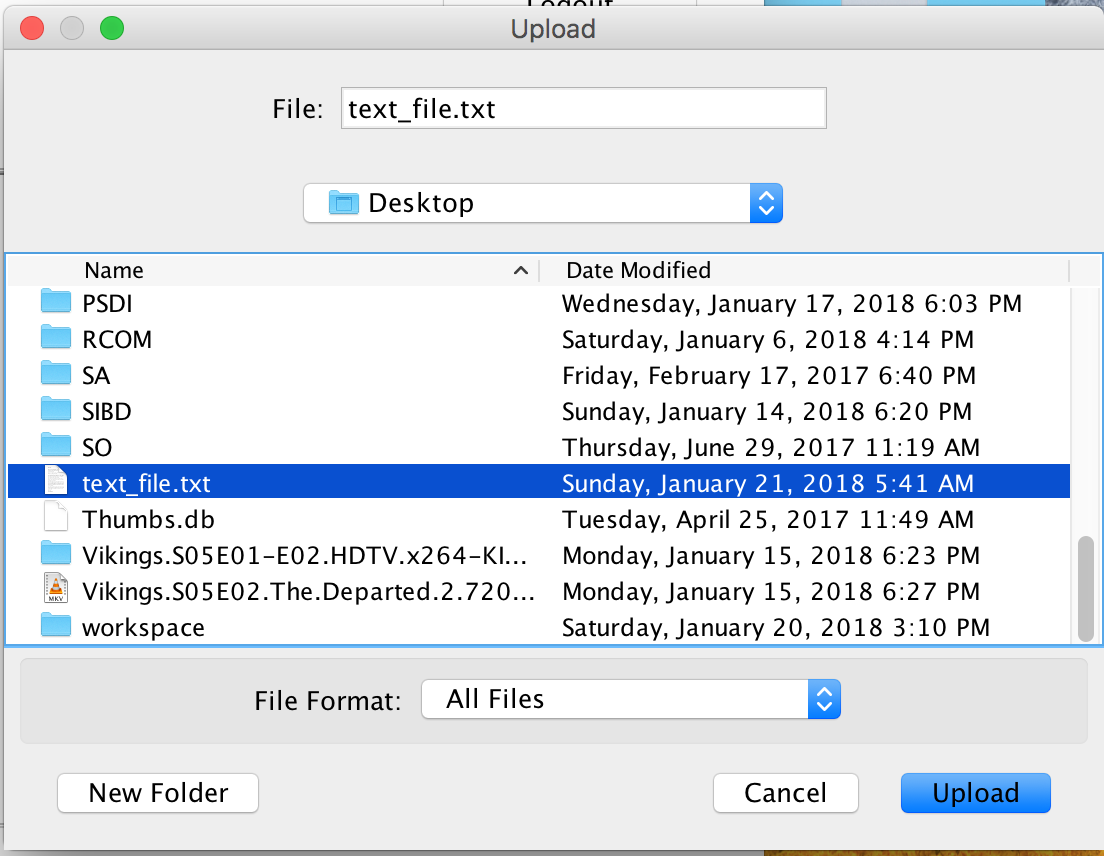 Logout
Upload
File: text_file.txt
Desktop
Name Date Modified
PSDI Wednesday, January 17, 2018 6:03 PM
RCOM Saturday, January 6, 2018 4:14 PM
SA Friday, February 17, 2017 6:40 PM
SIBD Sunday, January 14, 2018 6:20 PM
SO Thursday, June 29, 2017 11:19 AM
text_file.txt Sunday, January 21, 2018 5:41 AM
Thumbs.db Tuesday, April 25, 2017 11:49 AM
Vikings.S05E01-E02.HDTV.x264-KI... Monday, January 15, 2018 6:23 PM
MKV Vikings.S05E02.The.Departed.2.720... Monday, January 15, 2018 6:27 PM
workspace Saturday, January 20, 2018 3:10 PM
File Format: All Files
New Folder Cancel Upload